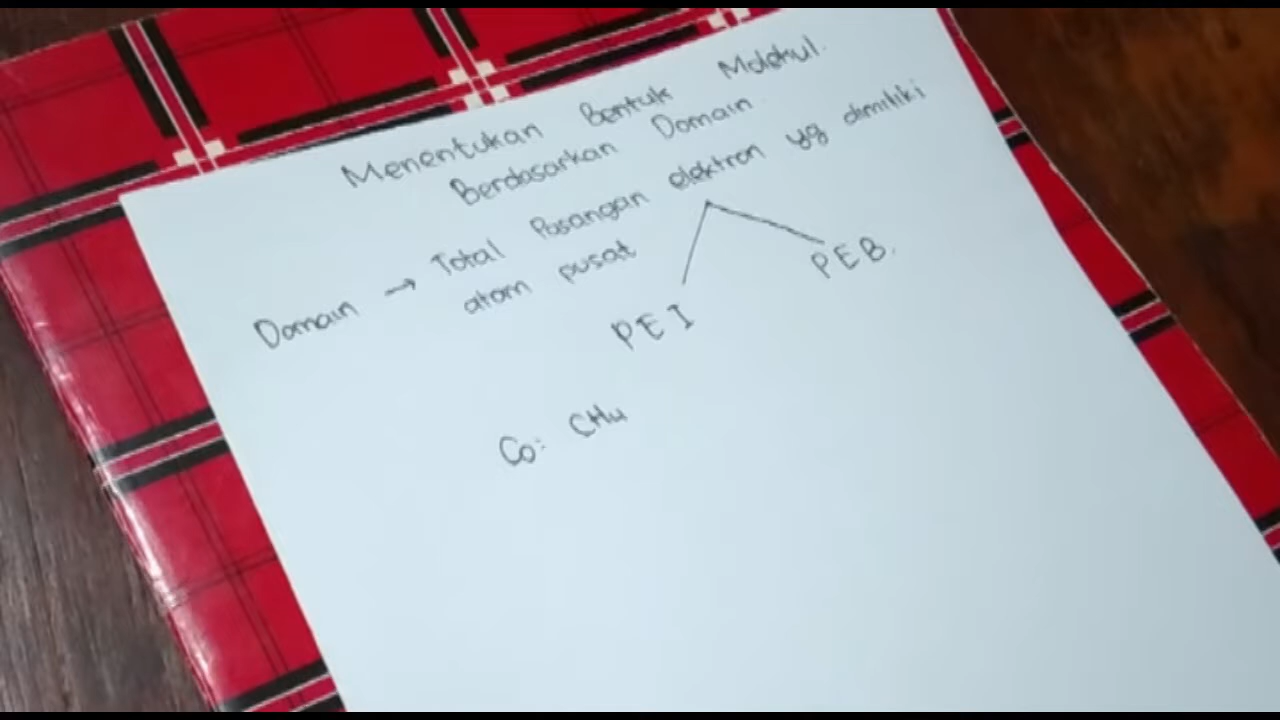 Menentukan Bentuk Molekul.
Berdasarkan Domain
Domain → Total Pasangan elektron yg dimiliki
atom pusat
PEI PEB.
Co: CH4